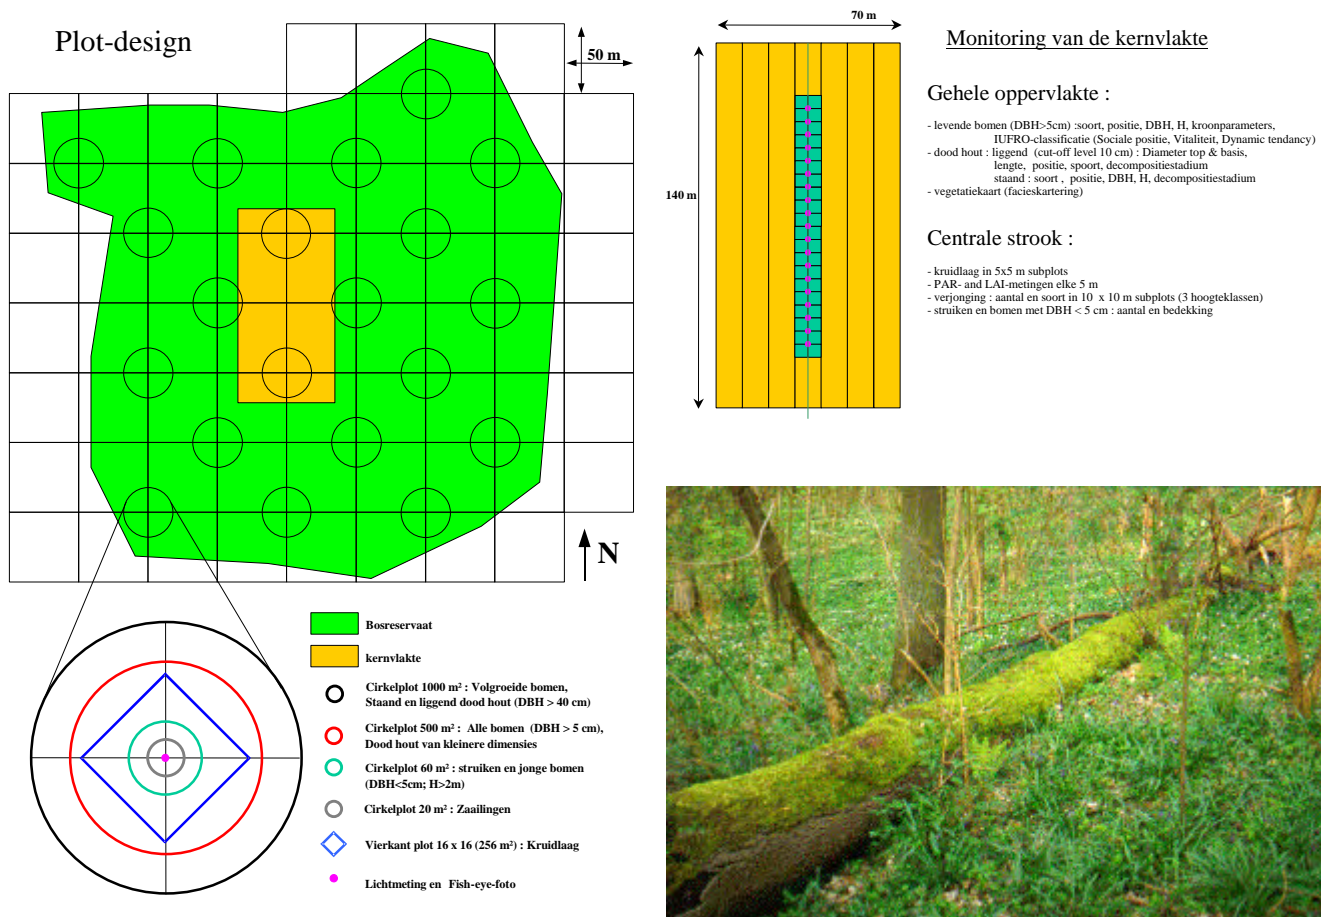 Plot-design
50 m
N
Bosreservaat
kernvlakte
Cirkelplot 1000 m² : Volgroeide bomen,
Staand en liggend dood hout (DBH > 40 cm)
Cirkelplot 500 m² : Alle bomen (DBH > 5 cm),
Dood hout van kleinere dimensies
Cirkelplot 60 m² : struiken en jonge bomen
(DBH<5cm; H>2m)
Cirkelplot 20 m² : Zaailingen
Vierkant plot 16 x 16 (256 m²) : Kruidlaag
Lichtmeting en Fish-eye-foto
70 m
140 m
Monitoring van de kernvlakte
Gehele oppervlakte :
- levende bomen (DBH>5cm) :soort, positie, DBH, H, kroonparameters,
IUFRO-classificatie (Sociale positie, Vitaliteit, Dynamic tendancy)
- dood hout : liggend (cut-off level 10 cm) : Diameter top & basis,
lengte, positie, spoort, decompositiestadium
staand : soort , positie, DBH, H, decompositiestadium
- vegetatiekaart (facieskartering)
Centrale strook :
- kruidlaag in 5x5 m subplots
- PAR- and LAI-metingen elke 5 m
- verjonging : aantal en soort in 10 x 10 m subplots (3 hoogteklassen)
- struiken en bomen met DBH < 5 cm : aantal en bedekking